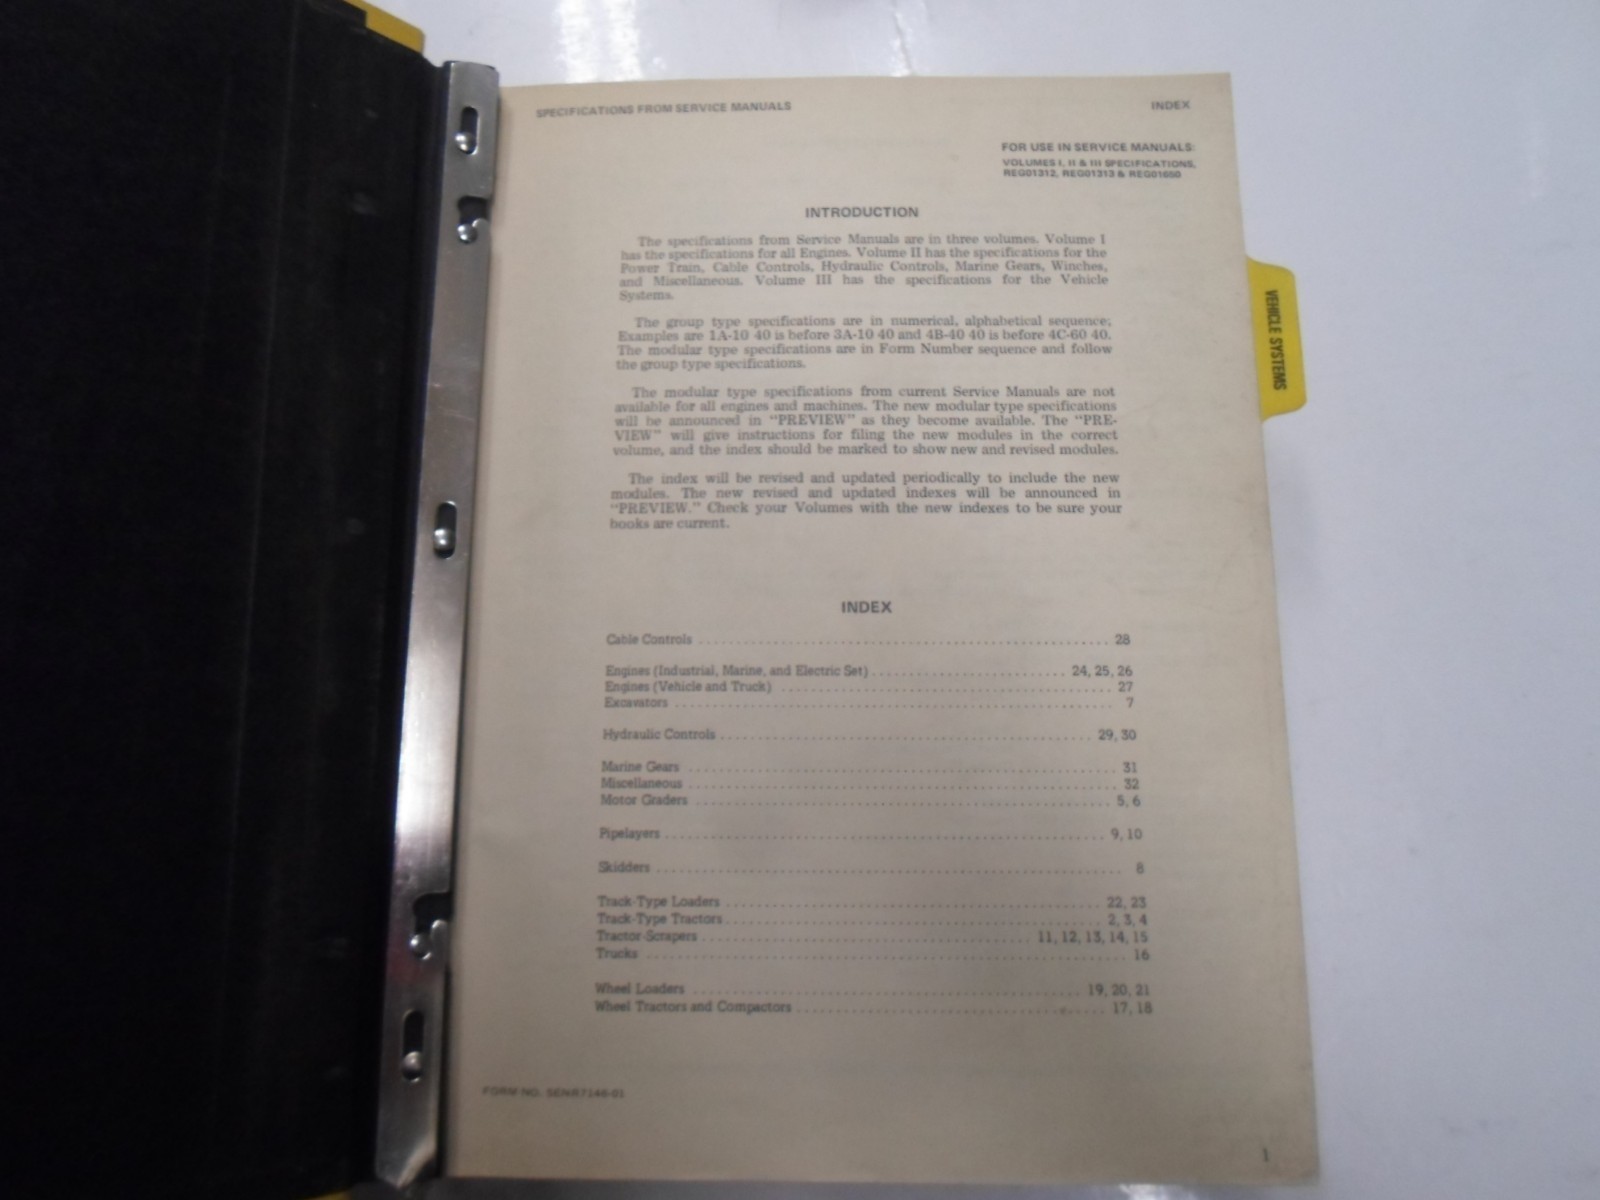 SPECIFICATIONS FROM SERVICE MANUALS
INDEX
FOR USE IN SERVICE MANUALS:
VOLUMES I, II & III SPECIFICATIONS,
REG01312, REG01313 & REG01650
INTRODUCTION
The specifications from Service Manuals are in three volumes. Volume I
has the specifications for all Engines. Volume II has the specifications for the
Power Train, Cable Controls, Hydraulic Controls, Marine Gears, Winches,
and Miscellaneous. Volume III has the specifications for the Vehicle
Systems.
The group type specifications are in numerical, alphabetical sequence;
Examples are 1A-10 40 is before 3A-10 40 and 4B-40 40 is before 4C-60 40.
The modular type specifications are in Form Number sequence and follow
the group type specifications.
The modular type specifications from current Service Manuals are not
available for all engines and machines. The new modular type specifications
will be announced in "PREVIEW" as they become available. The "PRE-
VIEW" will give instructions for filing the new modules in the correct
volume, and the index should be marked to show new and revised modules.
The index will be revised and updated periodically to include the new
modules. The new revised and updated indexes will be announced in
"PREVIEW." Check your Volumes with the new indexes to be sure your
books are current.
VEHICLE SYSTEMS
INDEX
Cable Controls 28
Engines (Industrial, Marine, and Electric Set) 24, 25, 26
Engines (Vehicle and Truck) 27
Excavators 7
Hydraulic Controls 29, 30
Marine Gears 31
Miscellaneous 32
Motor Graders 5, 6
Pipelayers 9, 10
Skidders 8
Track-Type Loaders 22, 23
Track-Type Tractors 2, 3, 4
Tractor-Scrapers 11, 12, 13, 14, 15
Trucks 16
Wheel Loaders 19, 20, 21
Wheel Tractors and Compactors 17, 18
FORM NO. SENR7146-01
1